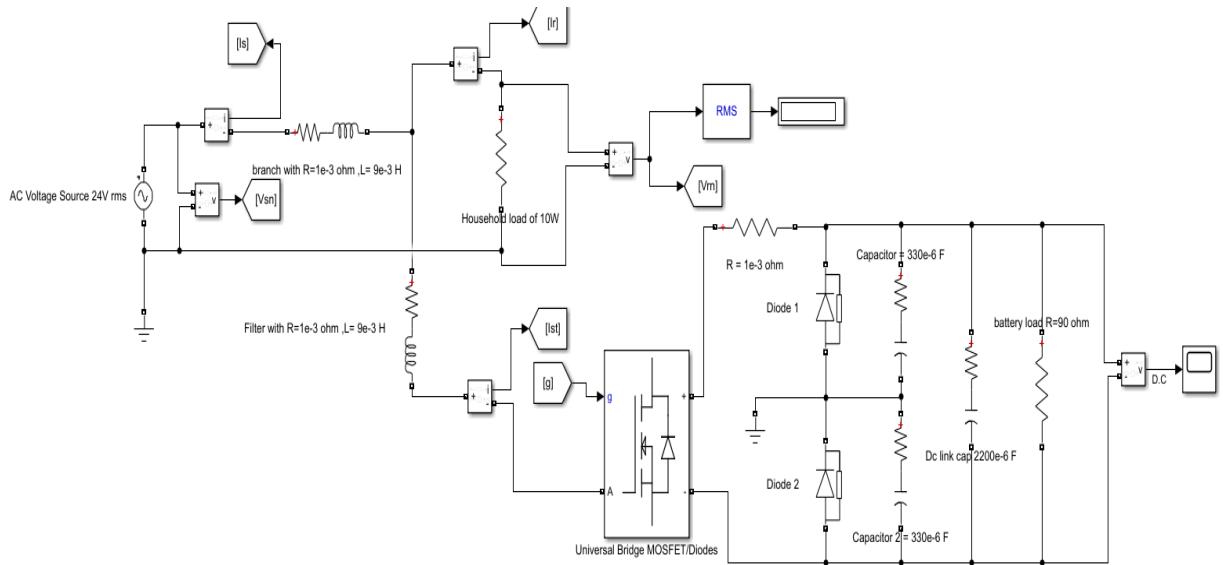 [Is]
[Ir]
i
+
-
i
+
-
branch with R=1e-3 ohm ,L= 9e-3 H
RMS
AC Voltage Source 24V rms
+
-
v
[Vsn]
+
-
v
[Vrn]
Household load of 10W
R = 1e-3 ohm
Capacitor = 330e-6 F
Diode 1
Filter with R=1e-3 ohm ,L= 9e-3 H
[Ist]
battery load R=90 ohm
i
+
-
[g]
g
+
A
-
+
-
v
D.C
Diode 2
Dc link cap 2200e-6 F
Capacitor 2 = 330e-6 F
Universal Bridge MOSFET/Diodes